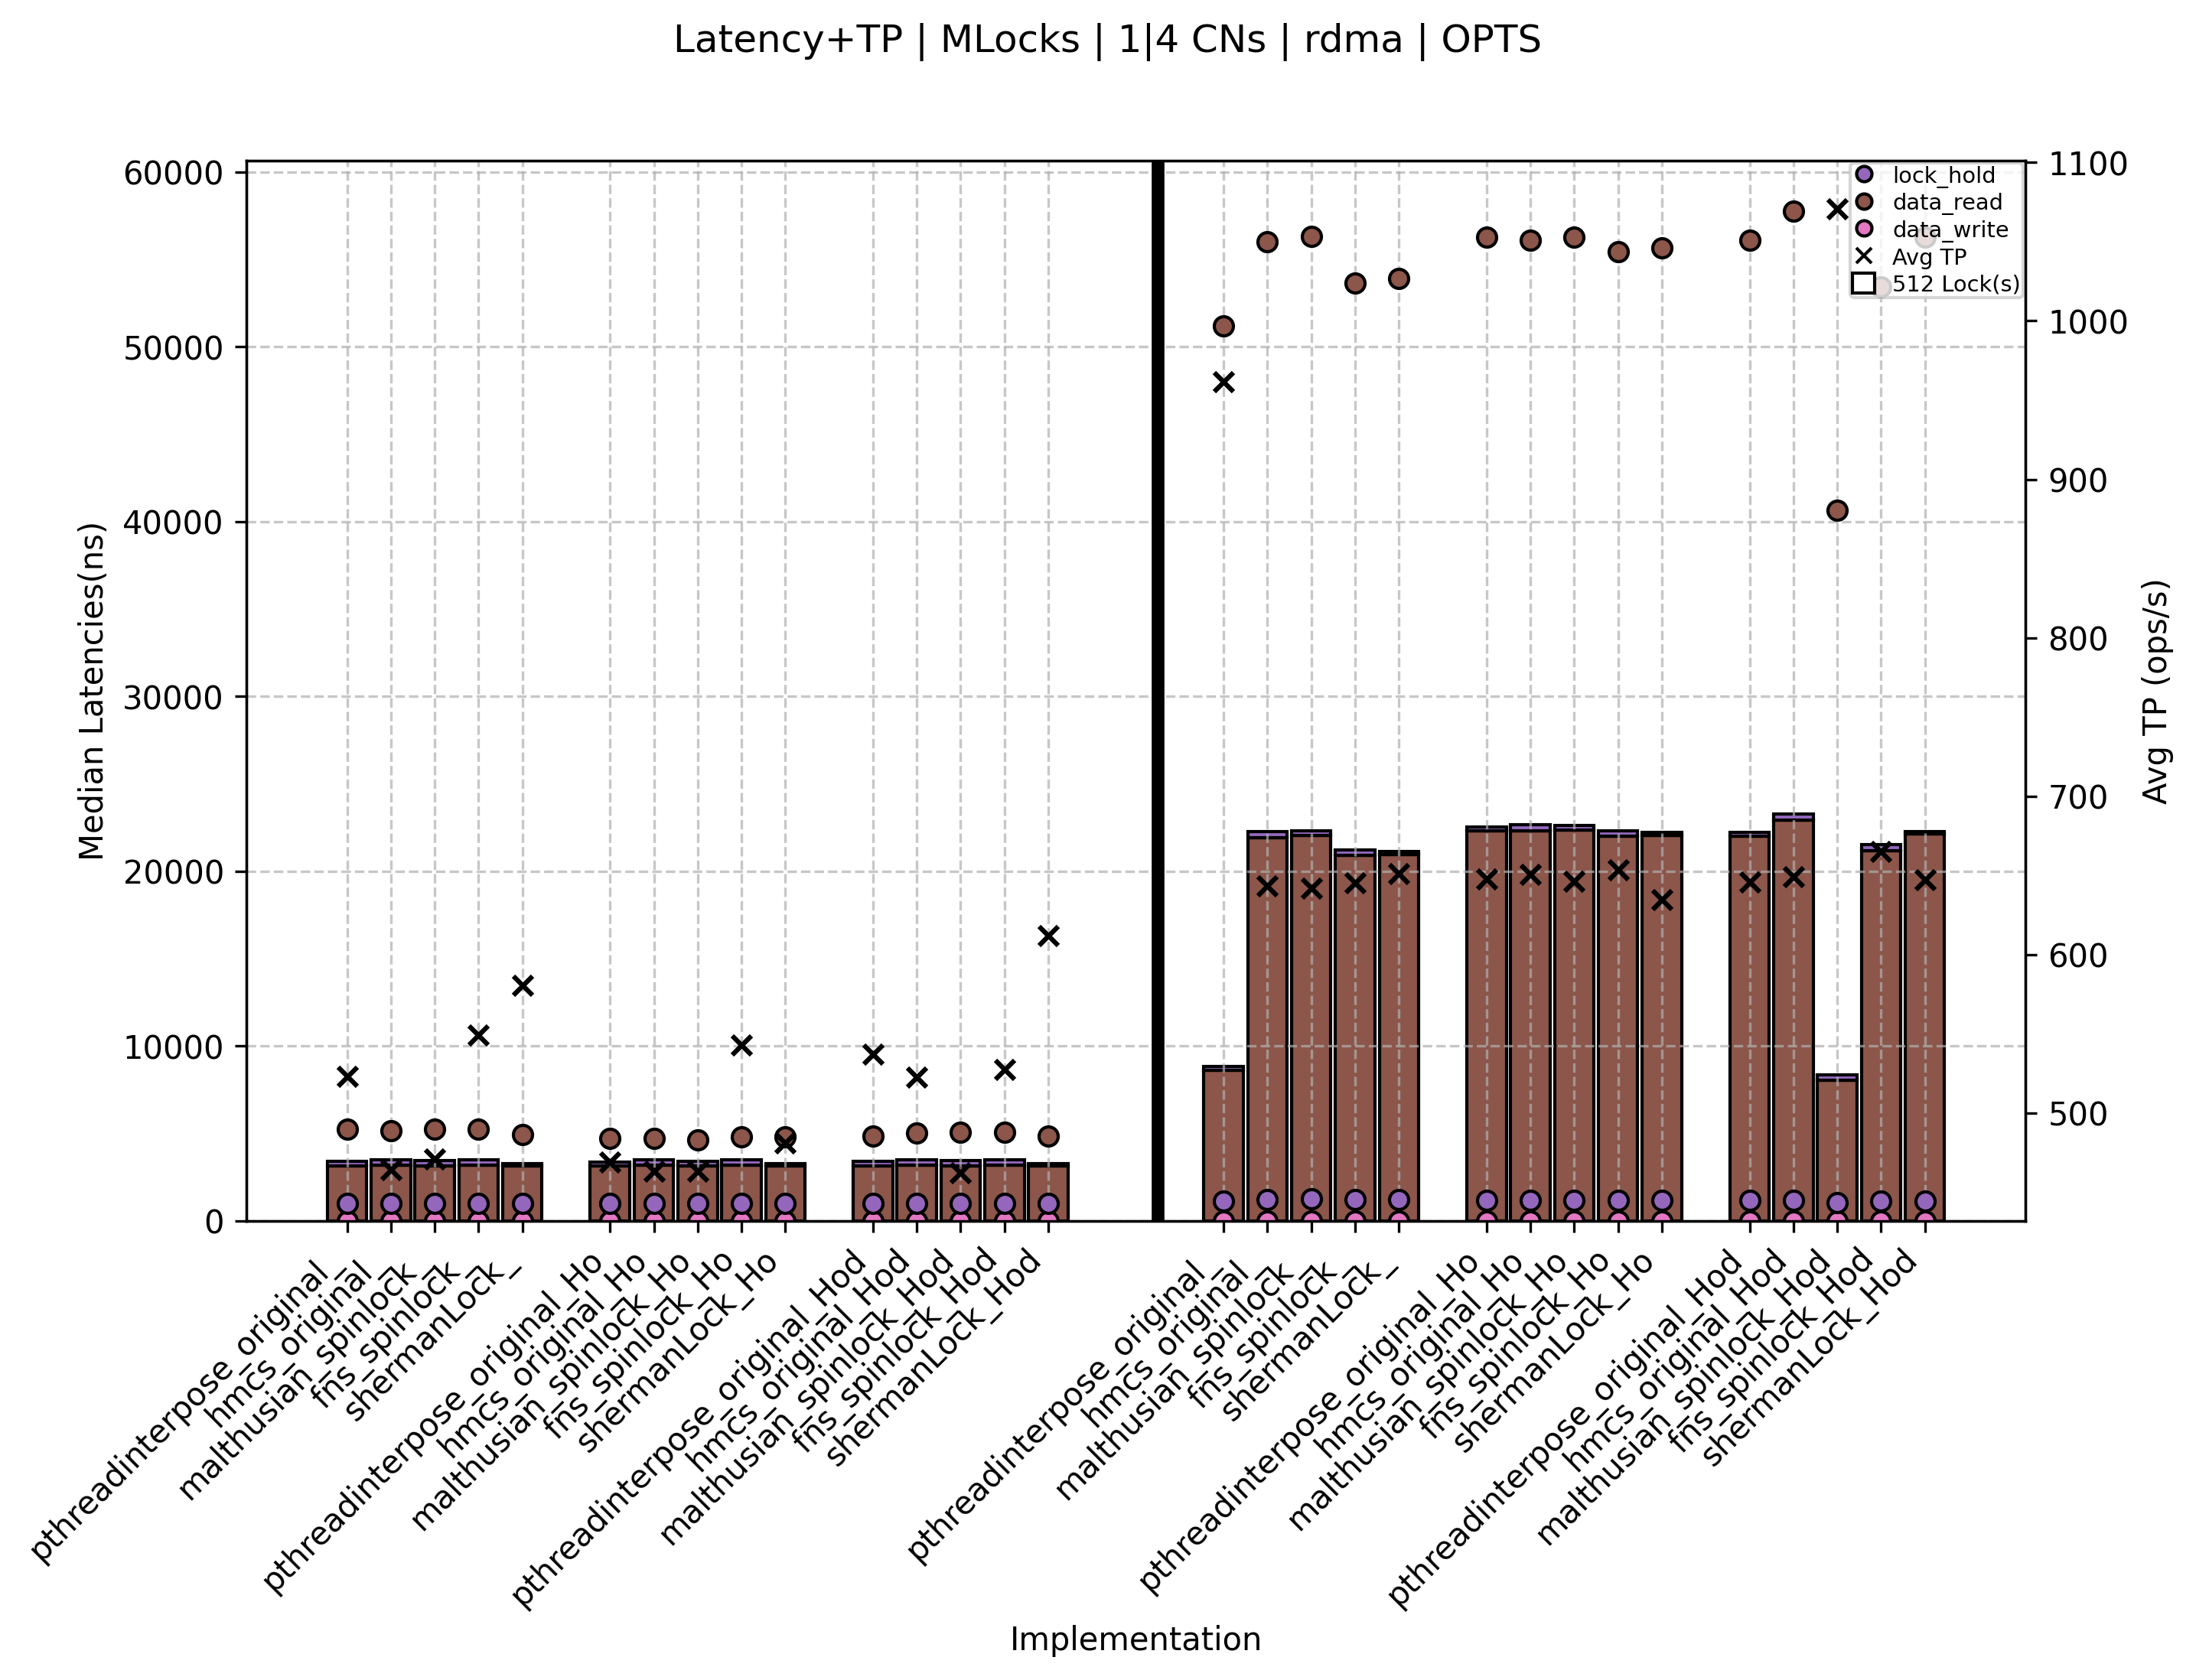 Latency+TP | MLocks | 1|4 CNs | rdma | OPTS
Median Latencies(ns)
60000
50000
40000
30000
20000
10000
0
1100
1000
900
800
700
600
500
Avg TP (ops/s)
lock_hold
data_read
data_write
Avg TP
512 Lock(s)
pthreadinterpose_original_
hmcs_original_
malthusian_spinlock_
fns_spinlock_
shermanLock_
pthreadinterpose_original_Ho
hmcs_original_Ho
malthusian_spinlock_Ho
fns_spinlock_Ho
shermanLock_Ho
pthreadinterpose_original_Hod
hmcs_original_Hod
malthusian_spinlock_Hod
fns_spinlock_Hod
shermanLock_Hod
pthreadinterpose_original_
hmcs_original_
malthusian_spinlock_
fns_spinlock_
shermanLock_
pthreadinterpose_original_Ho
hmcs_original_Ho
malthusian_spinlock_Ho
fns_spinlock_Ho
shermanLock_Ho
pthreadinterpose_original_Hod
hmcs_original_Hod
malthusian_spinlock_Hod
fns_spinlock_Hod
shermanLock_Hod
Implementation